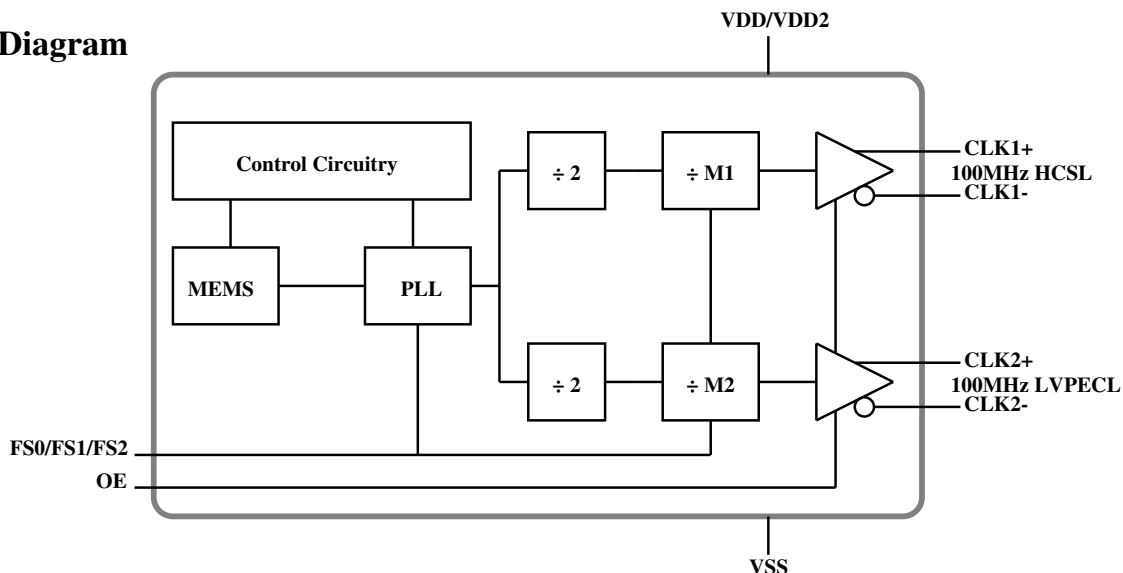 VDD/VDD2
Diagram
Control Circuitry
÷ 2
÷ M1
CLK1+
100MHz HCSL
CLK1-
MEMS
PLL
÷ 2
÷ M2
CLK2+
100MHz LVPECL
CLK2-
FS0/FS1/FS2
OE
VSS